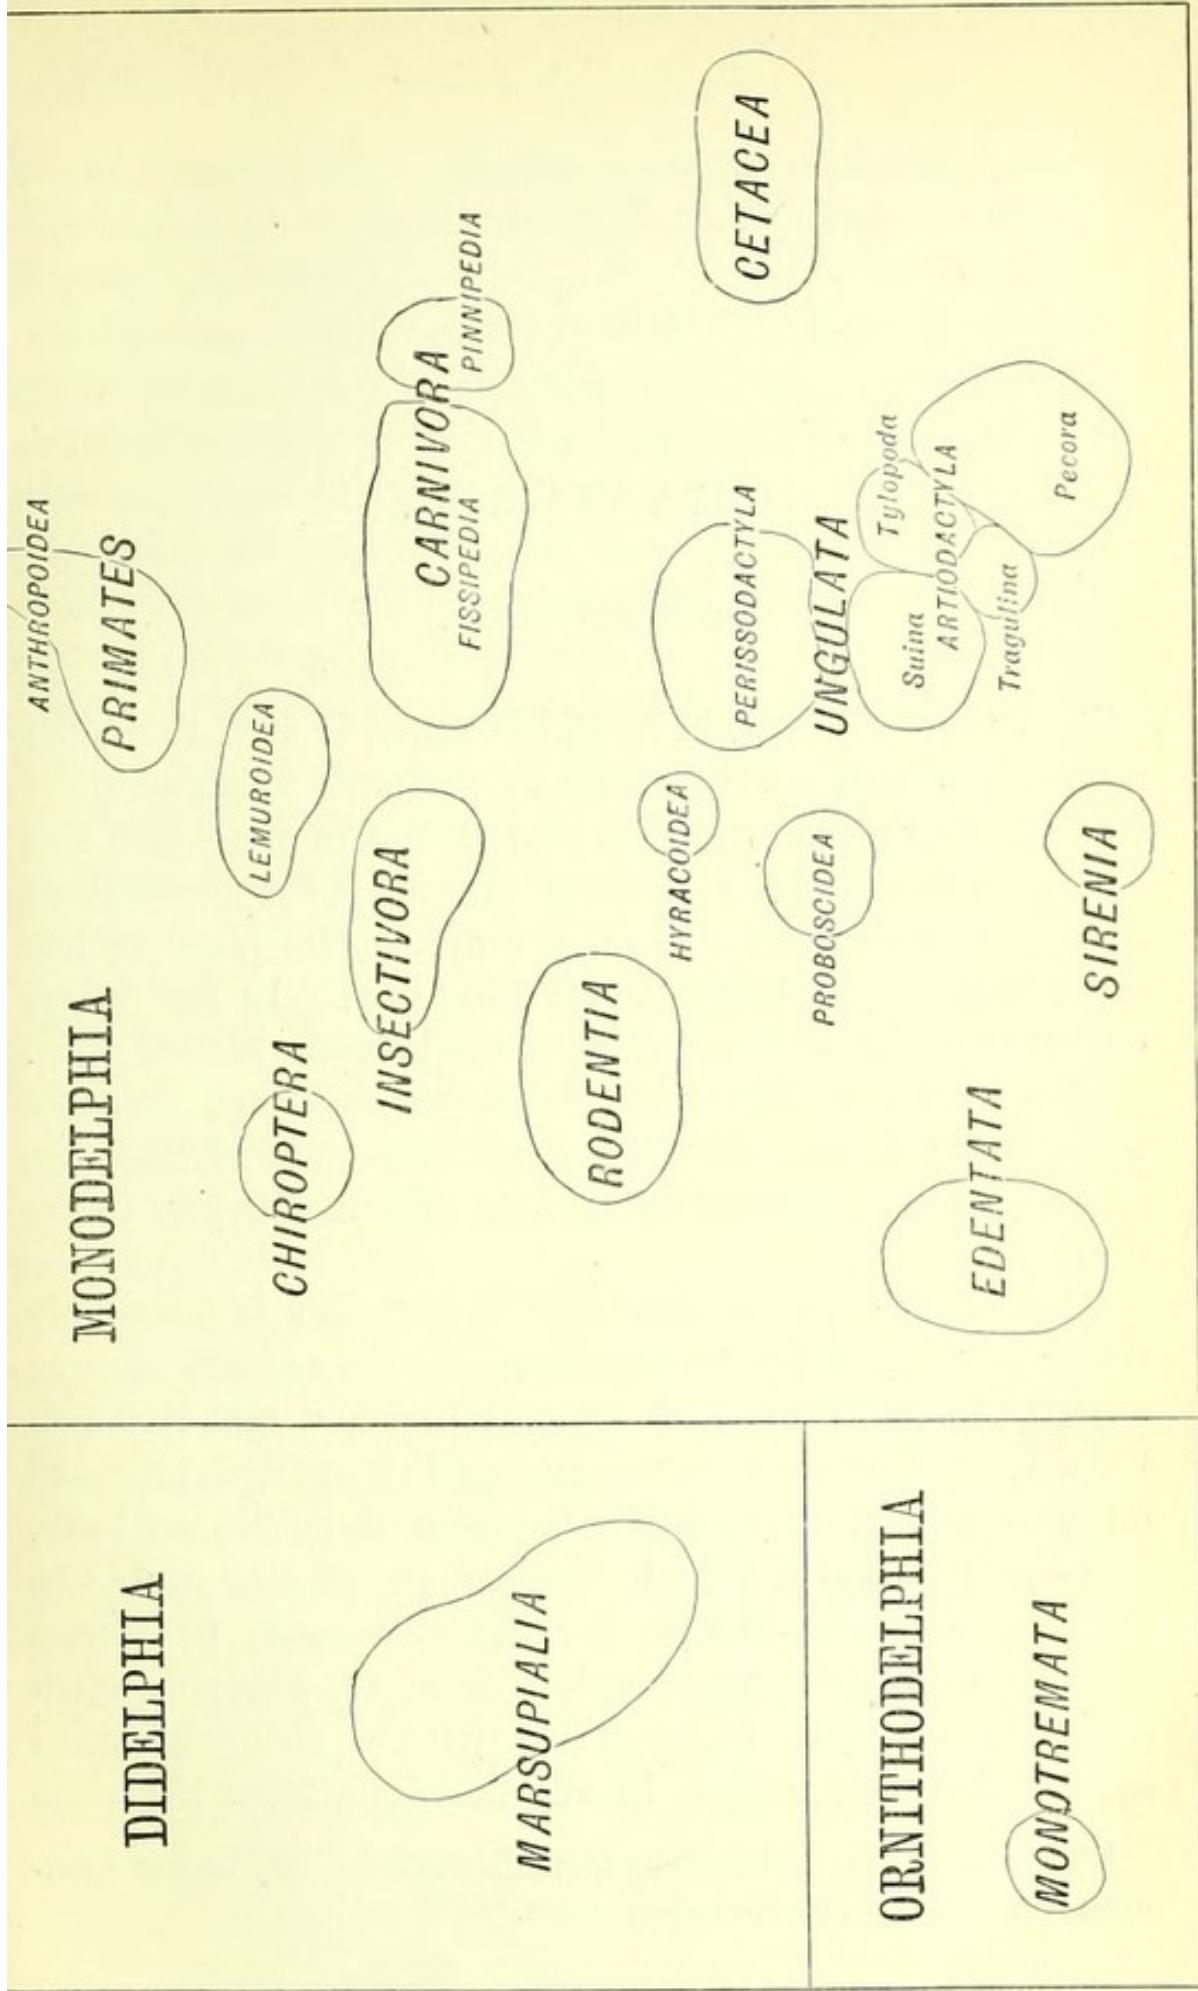 MONODELPHIA
ANTHROPOIDEA
PRIMATES
LEMUROIDEA
CHIROPTERA
INSECTIVORA
CARNIVORA
FISSIPEDIA
PINNIPEDIA
RODENTIA
HYRACOIDEA
PERISSODACTYLA
CETACEA
PROBOSCIDEA
UNGULATA
Tylopoda
Suina
ARTIODACTYLA
Tragulina
Pecora
EDENTATA
SIRENIA
DIDELPHIA
MARSUPIALIA
ORNITHODELPHIA
MONOTREMATA